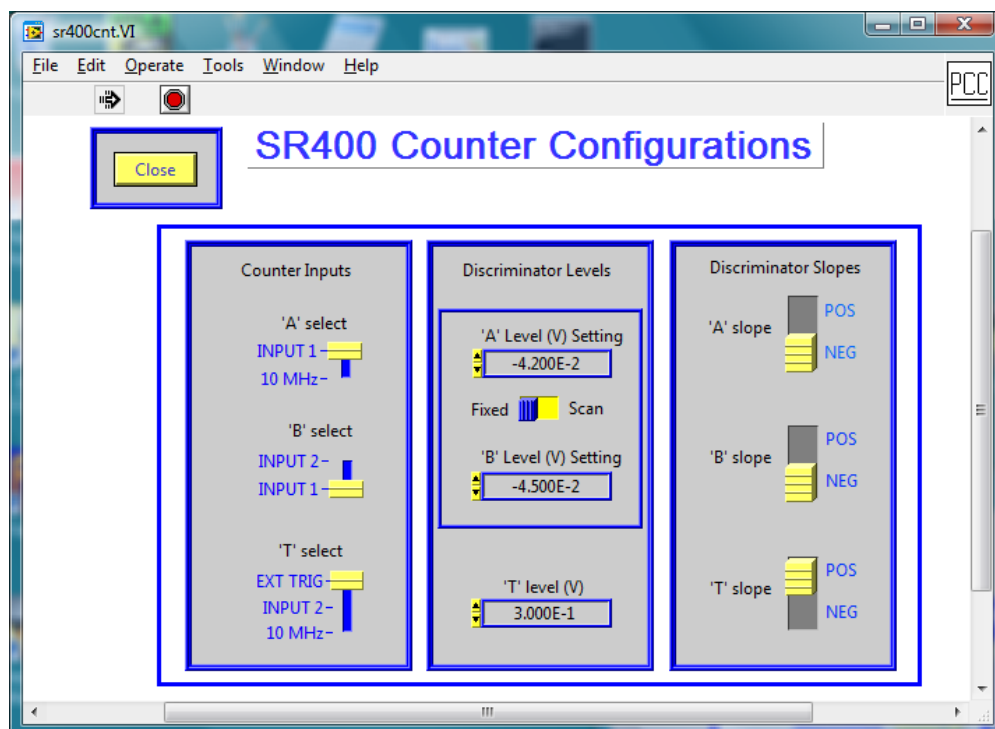 sr400cnt.VI
File Edit Operate Tools Window Help
PCC
Close
SR400 Counter Configurations
Counter Inputs
'A' select
INPUT 1
10 MHz
'B' select
INPUT 2
INPUT 1
'T' select
EXT TRIG
INPUT 2
10 MHz
Discriminator Levels
'A' Level (V) Setting
-4.200E-2
Fixed Scan
'B' Level (V) Setting
-4.500E-2
'T' level (V)
3.000E-1
Discriminator Slopes
'A' slope
POS
NEG
'B' slope
POS
NEG
'T' slope
POS
NEG